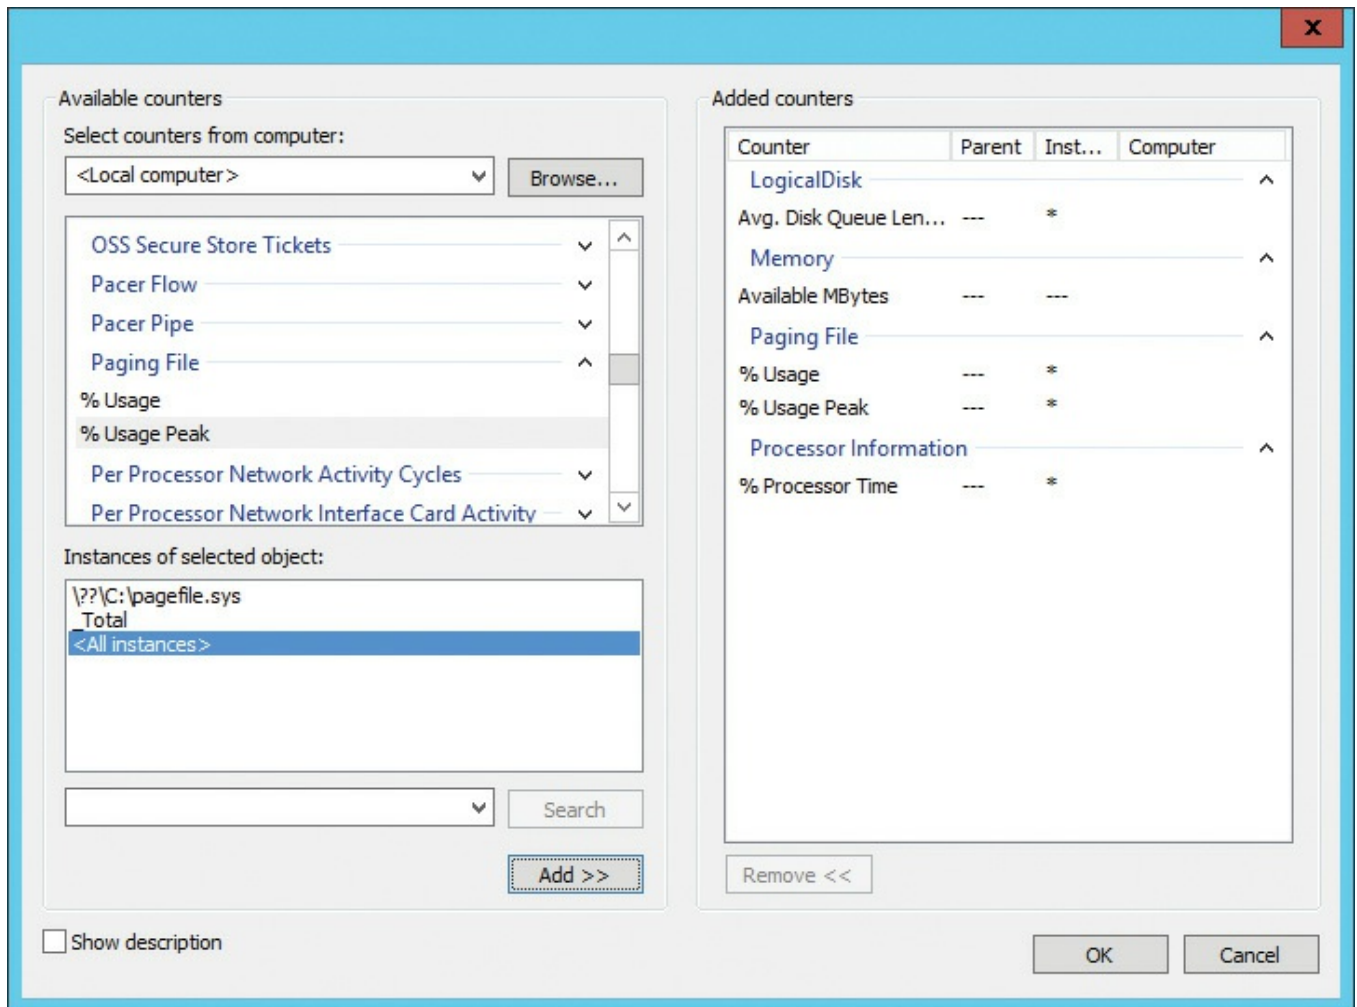 X
Available counters
Select counters from computer:
<Local computer>
Browse...
OSS Secure Store Tickets
Pacer Flow
Pacer Pipe
Paging File
% Usage
% Usage Peak
Per Processor Network Activity Cycles
Per Processor Network Interface Card Activity
Instances of selected object:
\??\C:\pagefile.sys
_Total
<All instances>
Search
Add >>
Show description
Added counters
Counter Parent Inst... Computer
LogicalDisk
Avg. Disk Queue Len... --- *
Memory
Available MBytes --- ---
Paging File
% Usage --- *
% Usage Peak --- *
Processor Information
% Processor Time --- *
Remove <<
OK
Cancel